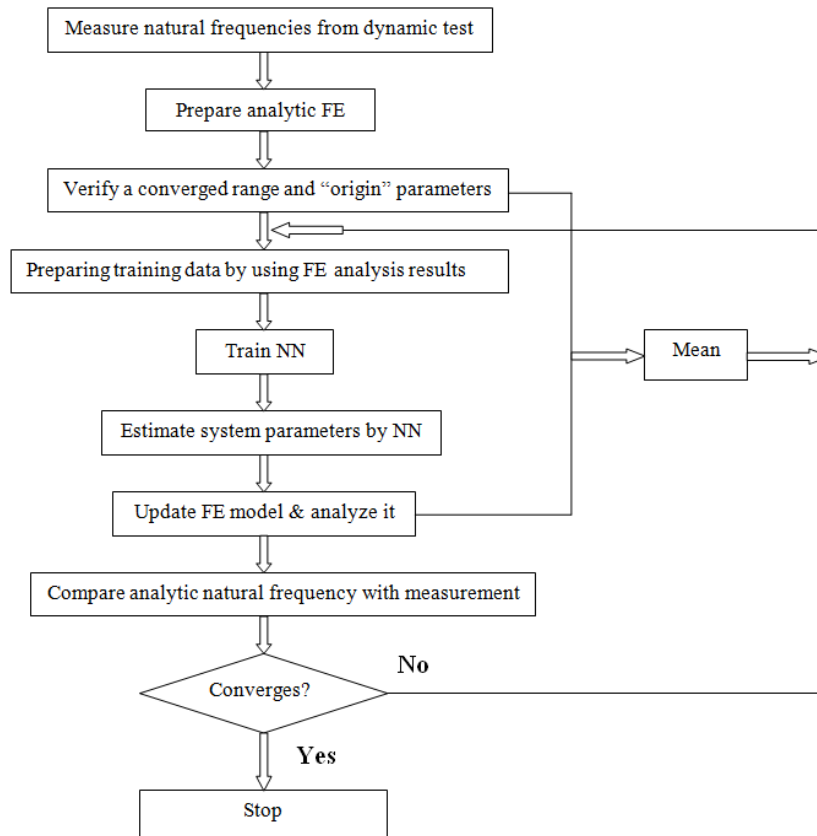 Measure natural frequencies from dynamic test
Prepare analytic FE
Verify a converged range and “origin” parameters
Preparing training data by using FE analysis results
Train NN
Mean
Estimate system parameters by NN
Update FE model & analyze it
Compare analytic natural frequency with measurement
No
Converges?
Yes
Stop